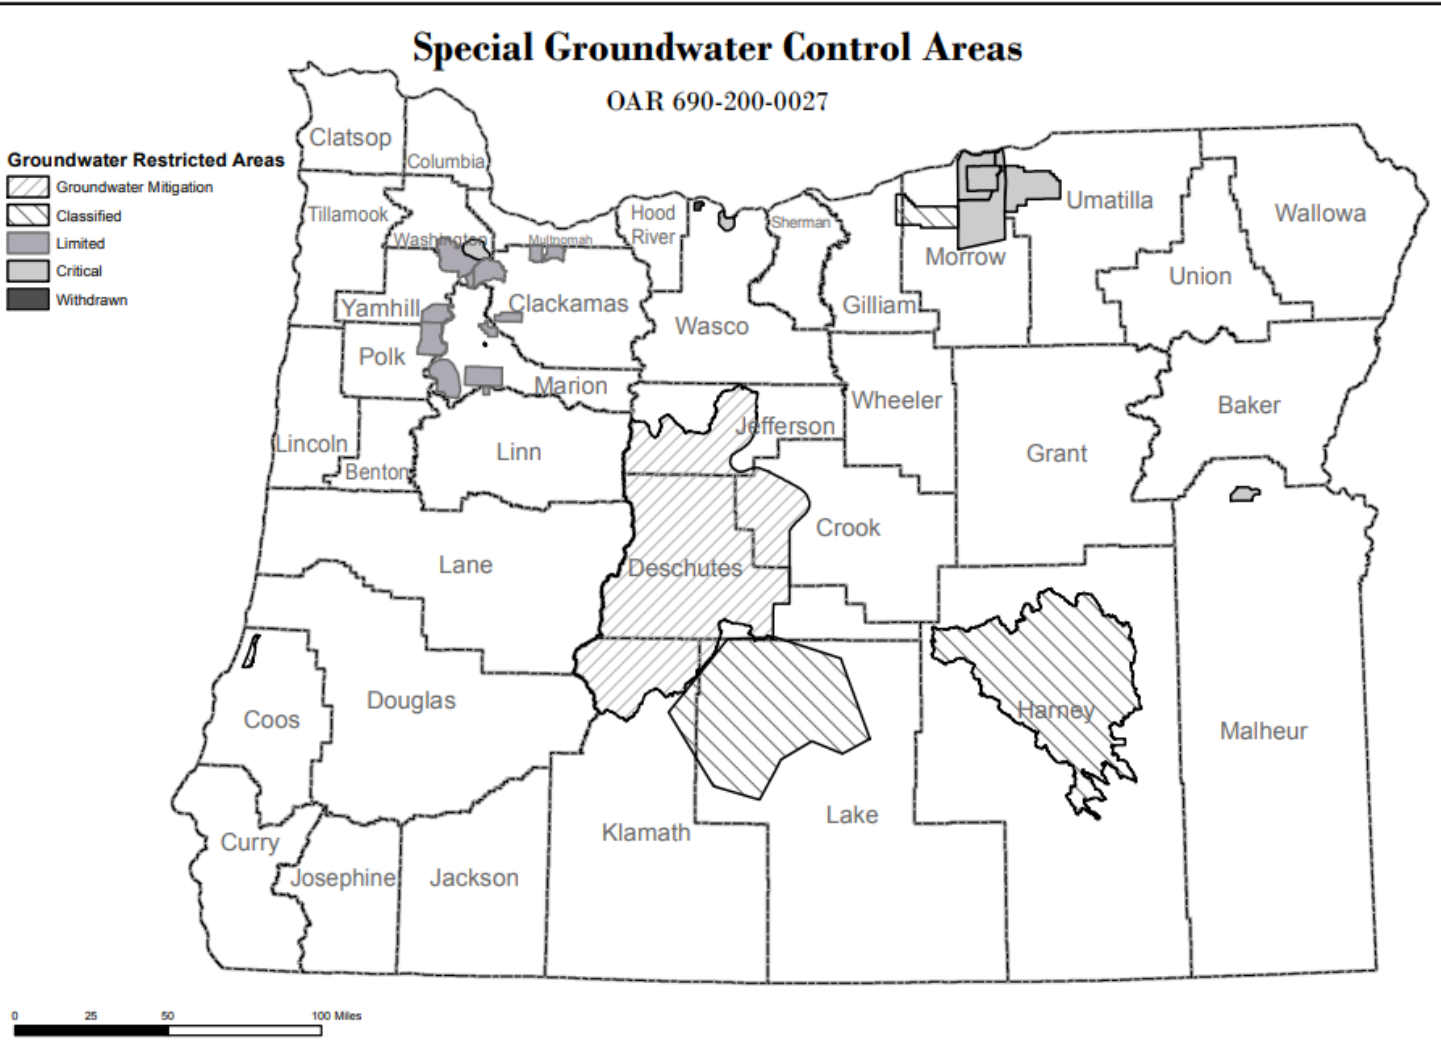 Special Groundwater Control Areas
OAR 690-200-0027
Groundwater Restricted Areas
Groundwater Mitigation
Classified
Limited
Critical
Withdrawn
Clatsop
Columbia
Tillamook
Washington
Multnomah
Hood
River
Sherman
Umatilla
Wallowa
Morrow
Union
Yamhill
Clackamas
Gilliam
Wasco
Polk
Marion
Wheeler
Baker
Jefferson
Lincoln
Benton
Linn
Grant
Crook
Lane
Deschutes
Douglas
Coos
Harney
Malheur
Curry
Klamath
Lake
Josephine
Jackson
0 25 50 100 Miles